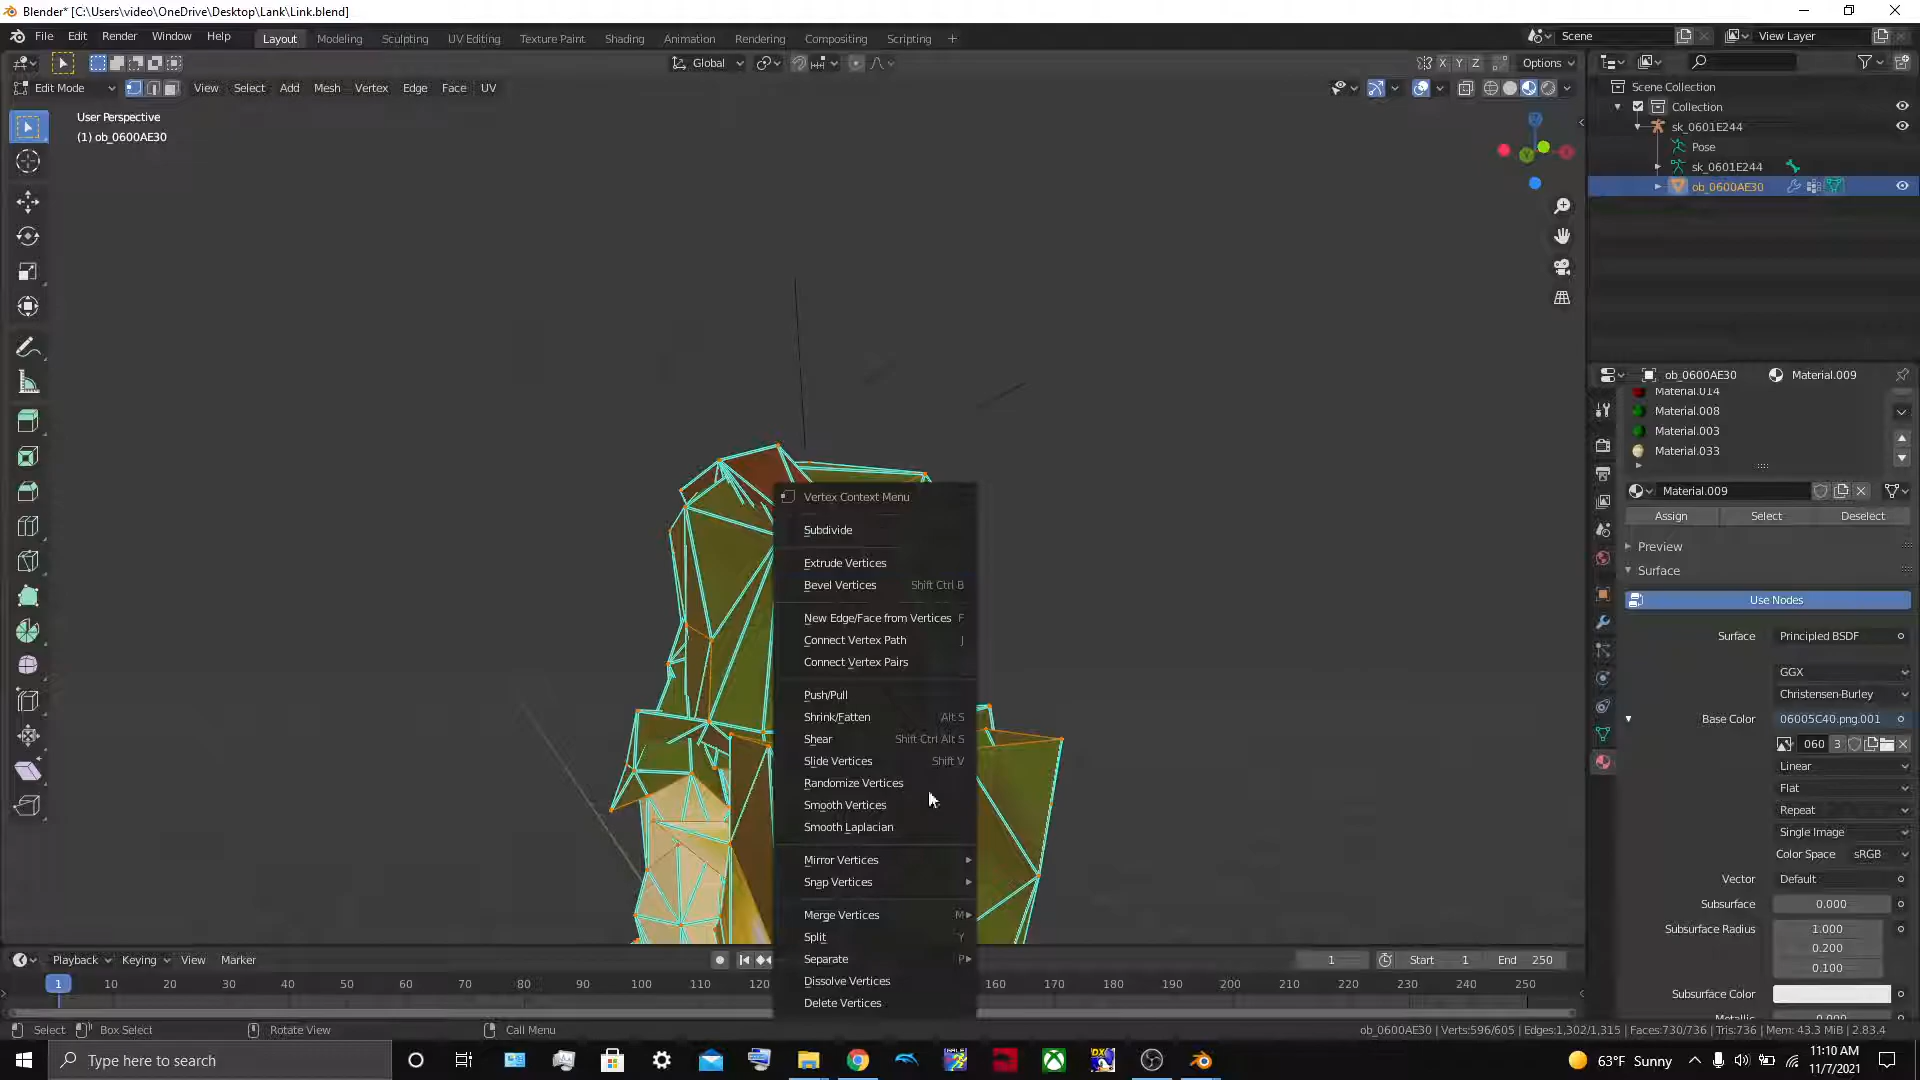 Blender* [C:\Users\video\OneDrive\Desktop\Lank\Link.blend]
File Edit Render Window Help Layout Modeling Sculpting UV Editing Texture Paint Shading Animation Rendering Compositing Scripting Scene View Layer
Global X Y Z Options
Edit Mode View Select Add Mesh Vertex Edge Face UV
User Perspective
(1) ob_0600AE30
Scene Collection
Collection
sk_0601E244
Pose
sk_0601E244
ob_0600AE30
ob_0600AE30 Material.009
Material.014
Material.008
Material.003
Material.033
Material.009
Assign Select Deselect
Preview
Surface
Use Nodes
Surface Principled BSDF
GGX
Christensen-Burley
Base Color 06005C40.png.001
060 3
Linear
Flat
Repeat
Single Image
Color Space sRGB
Vector Default
Subsurface 0.000
Subsurface Radius 1.000
0.200
0.100
Subsurface Color
Vertex Context Menu
Subdivide
Extrude Vertices
Bevel Vertices Shift Ctrl B
New Edge/Face from Vertices F
Connect Vertex Path J
Connect Vertex Pairs
Push/Pull
Shrink/Fatten Alt S
Shear Shift Ctrl Alt S
Slide Vertices Shift V
Randomize Vertices
Smooth Vertices
Smooth Laplacian
Mirror Vertices
Snap Vertices
Merge Vertices M
Split Y
Separate P
Dissolve Vertices
Delete Vertices
Playback Keying View Marker 1 Start 1 End 250
1 10 20 30 40 50 60 70 80 90 100 110 120 160 170 180 190 200 210 220 230 240 250
Select Box Select Rotate View Call Menu ob_0600AE30 | Verts:596/605 | Edges:1,302/1,315 | Faces:730/736 | Tris:736 | Mem: 43.3 MiB | 2.83.4
Type here to search 63°F Sunny 11:10 AM
11/7/2021